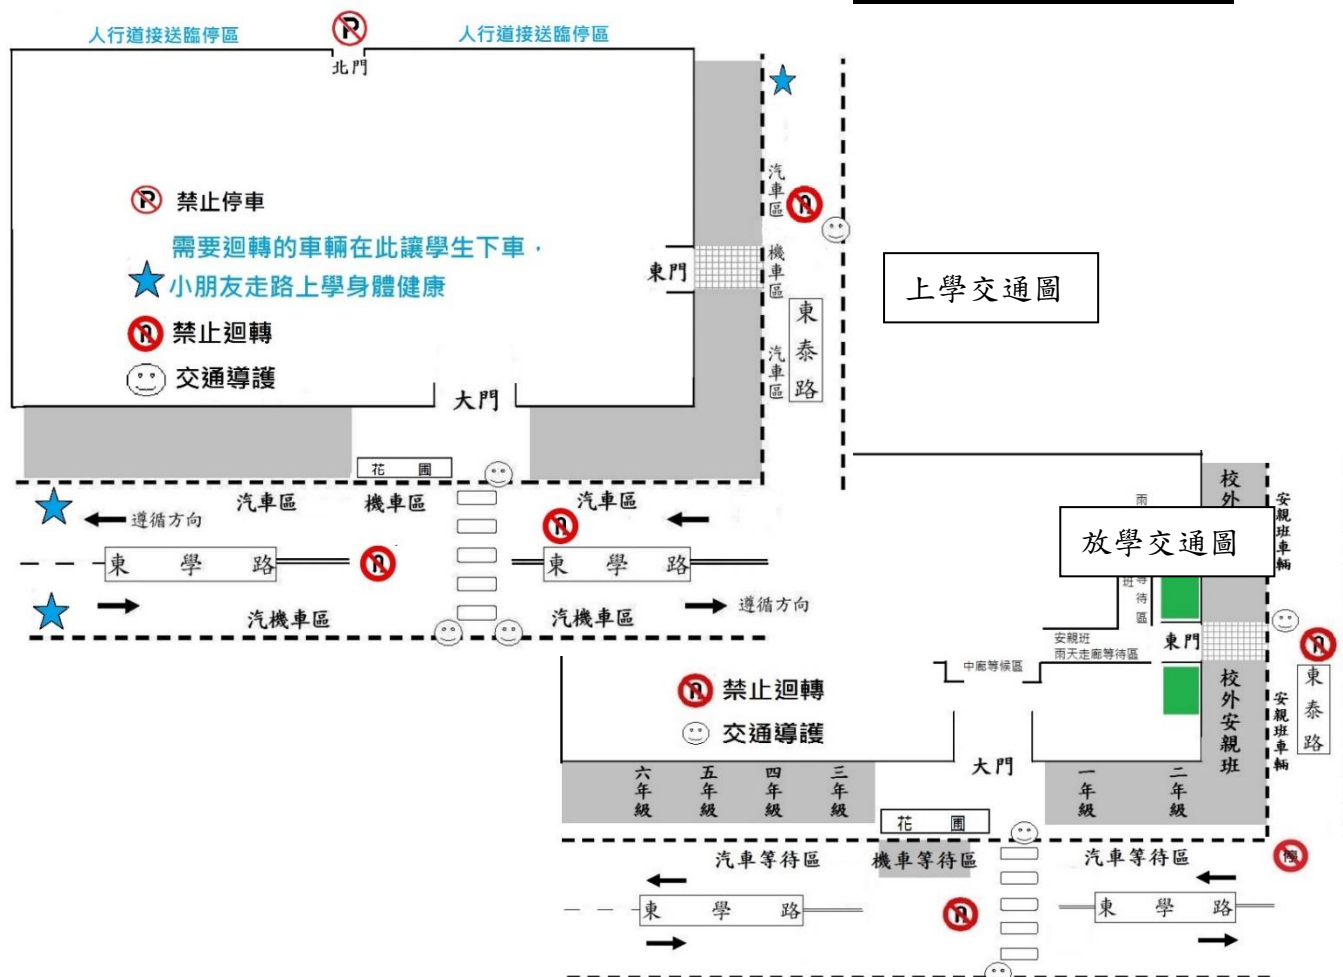 人行道接送臨停區
人行道接送臨停區
北門
禁止停車
需要迴轉的車輛在此讓學生下車，
小朋友走路上學身體健康
禁止迴轉
交通導護
汽車區
機車區
東門
汽車區
東泰路
上學交通圖
大門
花圃
汽車區
機車區
汽車區
遵循方向
東學路
東學路
汽機車區
汽機車區
遵循方向
放學交通圖
校外
安親班車輛
雨
班
等待區
安親班
雨天走廊等待區
東門
中廊等候區
禁止迴轉
交通導護
校外安親班
安親班車輛
東泰路
大門
六年級
五年級
四年級
三年級
一年級
二年級
花圃
汽車等待區
機車等待區
汽車等待區
停
東學路
東學路